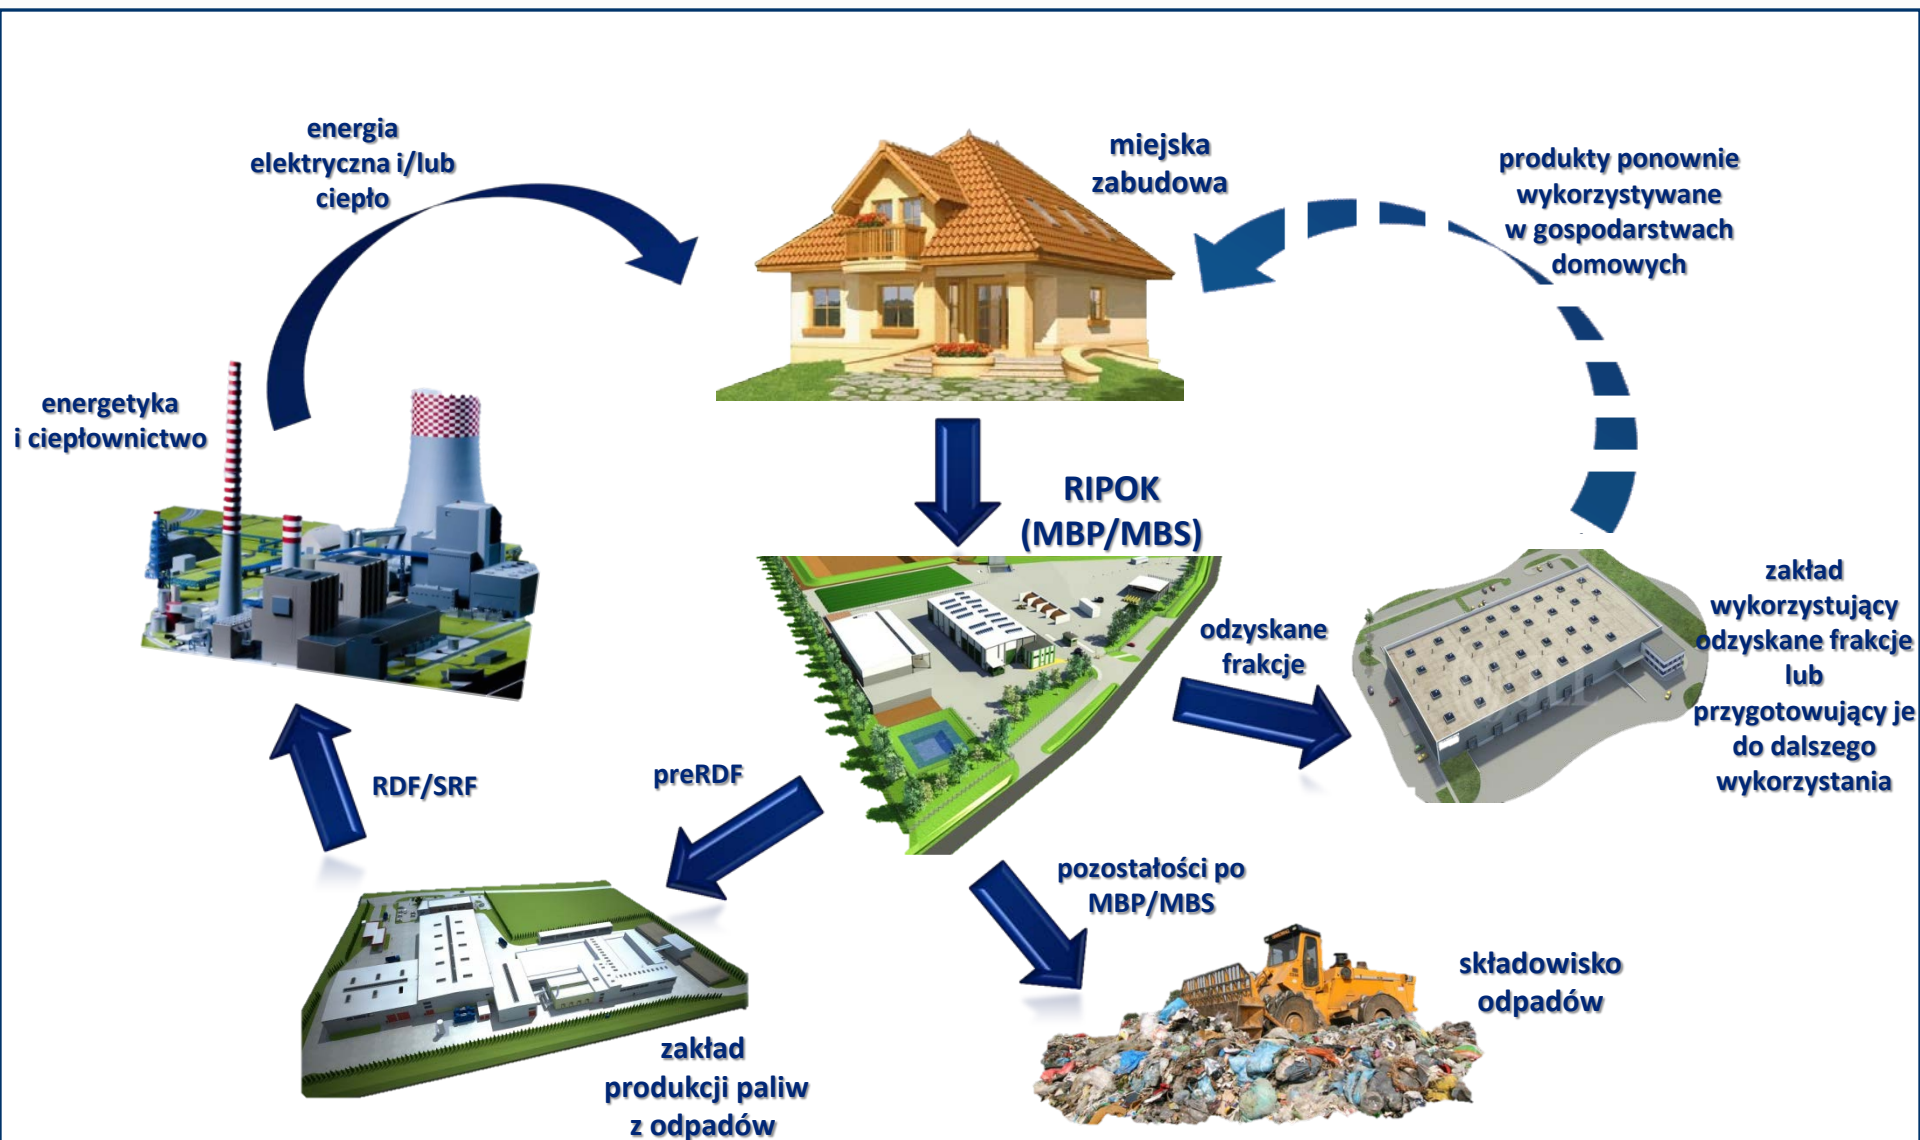 energia
elektryczna i/lub
ciepło
miejska
zabudowa
produkty ponownie
wykorzystywane
w gospodarstwach
domowych
energetyka
i ciepłownictwo
RIPOK
(MBP/MBS)
zakład
wykorzystujący
odzyskane frakcje
lub
przygotowujący je
do dalszego
wykorzystania
odzyskane
frakcje
RDF/SRF
preRDF
pozostałości po
MBP/MBS
składowisko
odpadów
zakład
produkcji paliw
z odpadów